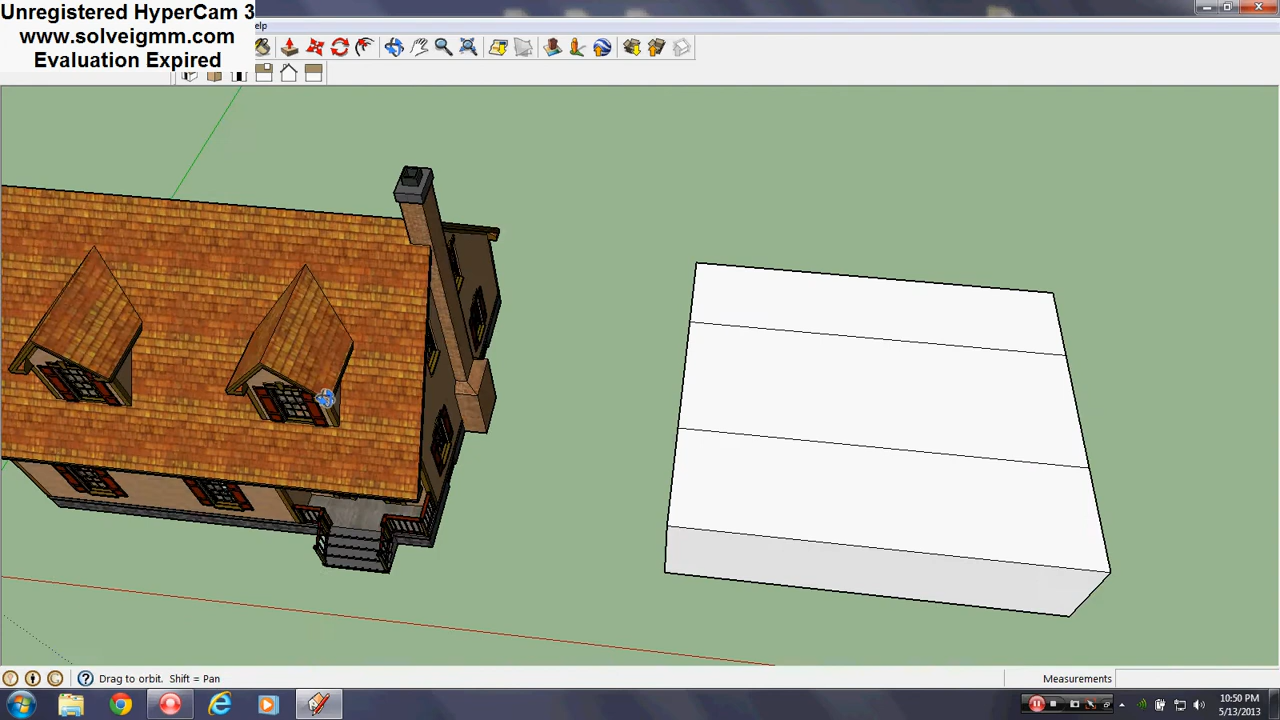 Unregistered HyperCam 3
www.solveigmm.com
Evaluation Expired
elp
Drag to orbit. Shift = Pan
Measurements
10:50 PM
5/13/2013